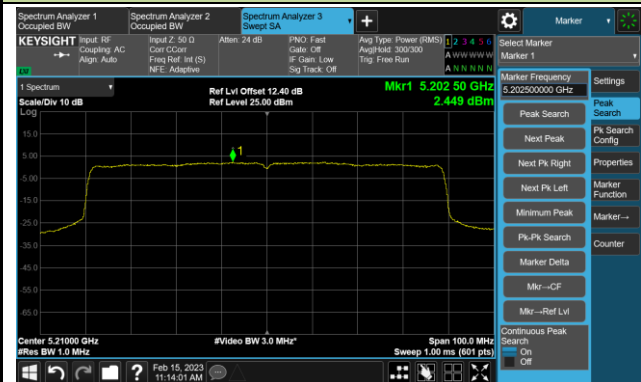 Spectrum Analyzer 1
Occupied BW
Spectrum Analyzer 2
Occupied BW
Spectrum Analyzer 3
Swept SA
Marker
KEYSIGHT
Input: RF
Coupling: AC
Align: Auto
Input Z: 50 Ω
Corr CCorr
Freq Ref: Int (S)
NFE: Adaptive
Atten: 24 dB
PNO: Fast
Gate: Off
IF Gain: Low
Sig Track: Off
Avg Type: Power (RMS)
Avg|Hold: 300/300
Trig: Free Run
1 2 3 4 5 6
A W W W W W
A N N N N N
Select Marker
Marker 1
1 Spectrum
Scale/Div 10 dB
Log
Ref Lvl Offset 12.40 dB
Ref Level 25.00 dBm
Mkr1 5.202 50 GHz
2.449 dBm
15.0
5.00
-5.00
-15.0
-25.0
-35.0
-45.0
-55.0
-65.0
1
Center 5.21000 GHz
#Res BW 1.0 MHz
#Video BW 3.0 MHz*
Span 100.0 MHz
Sweep 1.00 ms (601 pts)
Marker Frequency
5.202500000 GHz
Peak Search
Next Peak
Next Pk Right
Next Pk Left
Minimum Peak
Pk-Pk Search
Marker Delta
Mkr→CF
Mkr→Ref Lvl
Continuous Peak
Search
On
Off
Settings
Peak
Search
Pk Search
Config
Properties
Marker
Function
Marker→
Counter
Feb 15, 2023
11:14:01 AM